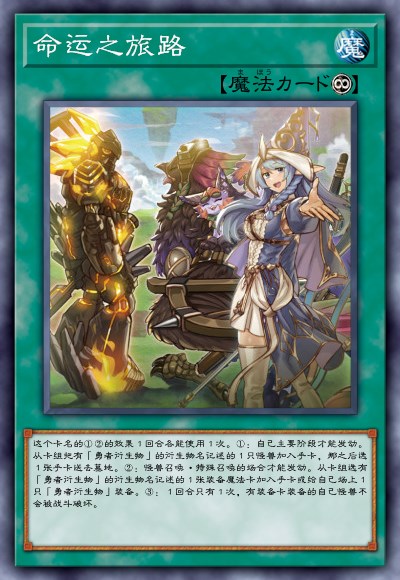 命运之旅路
魔
【魔法カード】
まほう
这个卡名的①②的效果1回合各能使用1次。①：自己主要阶段才能发动。
从卡组把有「勇者衍生物」的衍生物名记述的1只怪兽加入手卡，那之后选
1张手卡送去墓地。②：怪兽召唤·特殊召唤的场合才能发动。从卡组选有
「勇者衍生物」的衍生物名记述的1张装备魔法卡加入手卡或给自己场上1
只「勇者衍生物」装备。③：1回合只有1次，有装备卡装备的自己怪兽不
会被战斗破坏。